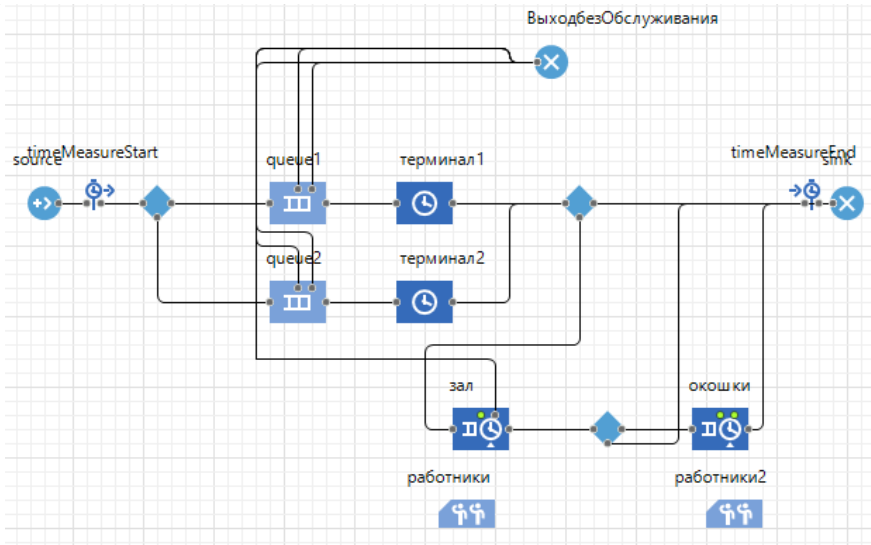 ВыходбезОбслуживания
source
timeMeasureStart
queue1
терминал1
timeMeasureEnd
sink
queue2
терминал2
зал
окошки
работники
работники2